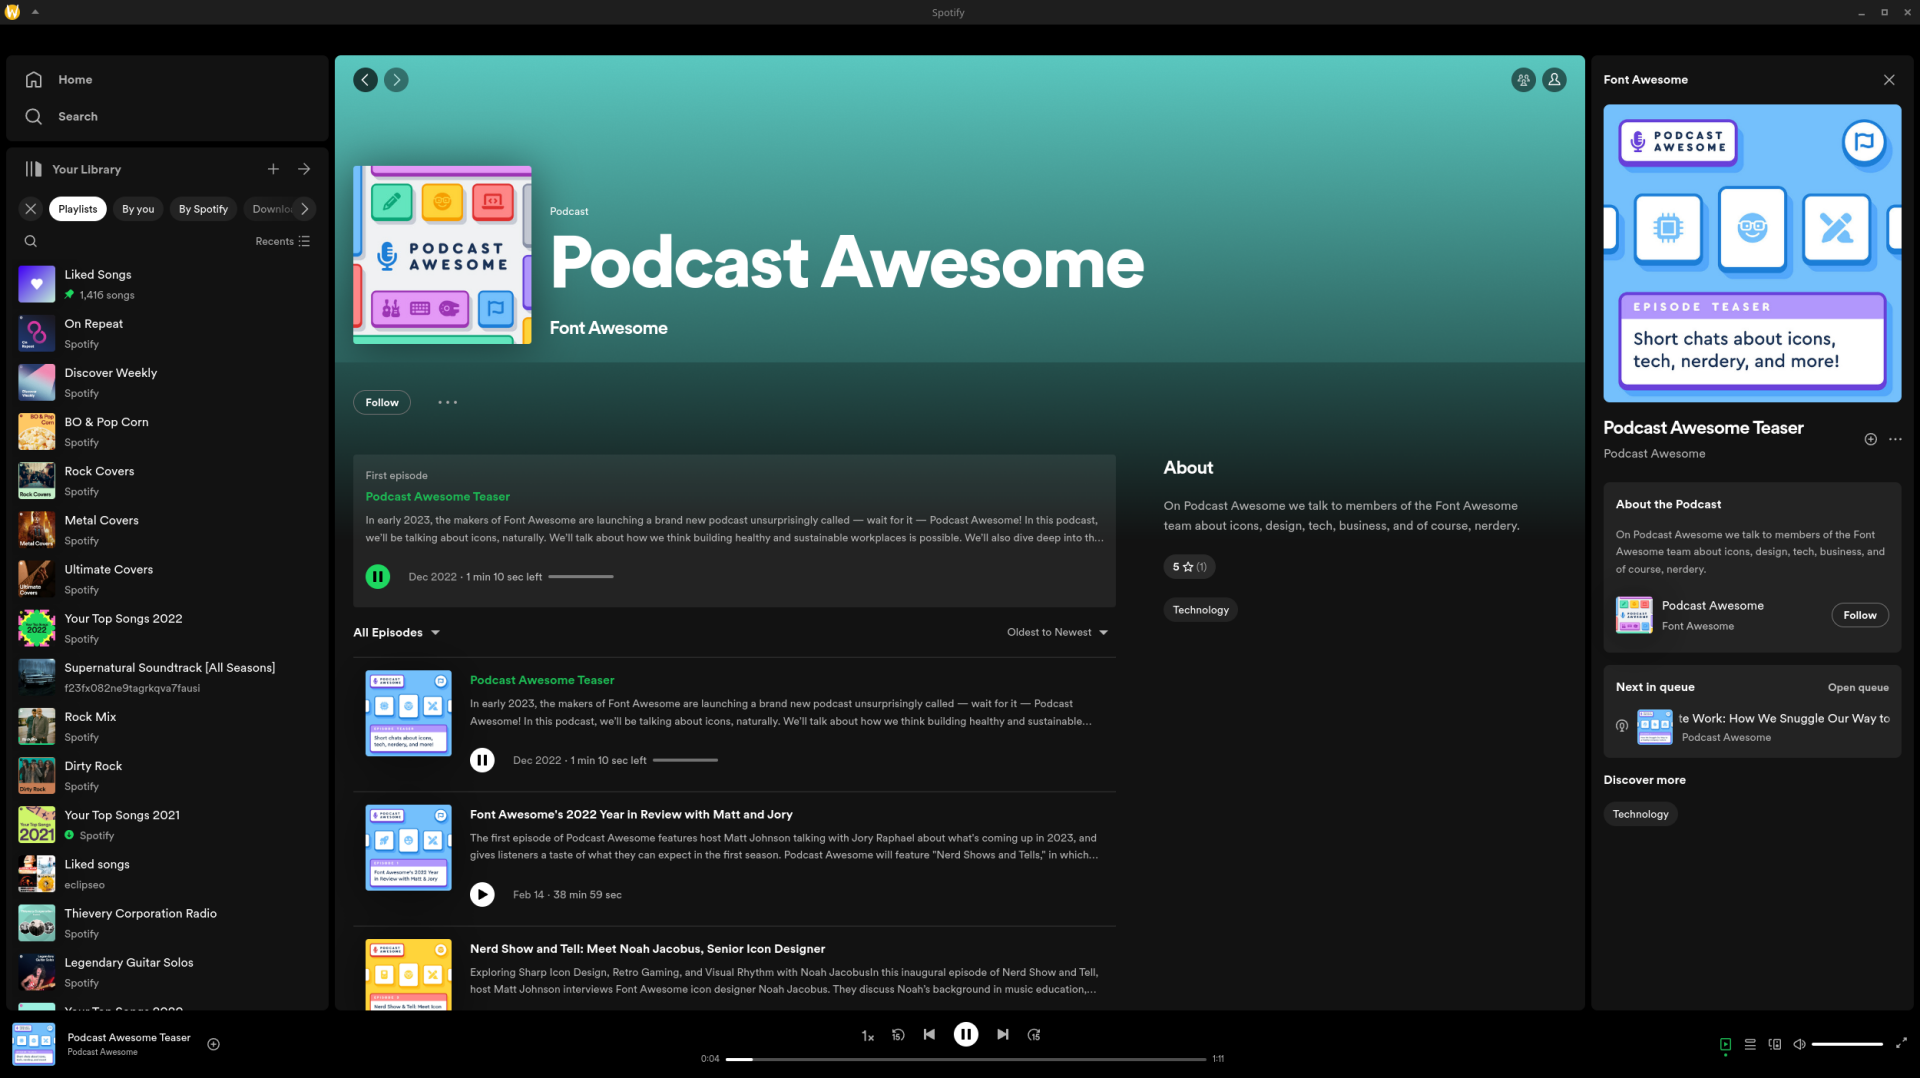 Spotify
Home
Search
Your Library
Playlists
By you
By Spotify
Recents
Liked Songs
1,416 songs
On Repeat
Spotify
Discover Weekly
Spotify
BO & Pop Corn
Spotify
Rock Covers
Spotify
Metal Covers
Spotify
Ultimate Covers
Spotify
Your Top Songs 2022
Spotify
Supernatural Soundtrack [All Seasons]
f23fx082ne9tagrkqva7fausi
Rock Mix
Spotify
Dirty Rock
Spotify
Your Top Songs 2021
Spotify
Liked songs
eclipseo
Thievery Corporation Radio
Spotify
Legendary Guitar Solos
Spotify
PODCAST
AWESOME
Podcast
Podcast Awesome
Font Awesome
Follow
First episode
Podcast Awesome Teaser
In early 2023, the makers of Font Awesome are launching a brand new podcast unsurprisingly called — wait for it — Podcast Awesome! In this podcast,
we'll be talking about icons, naturally. We'll talk about how we think building healthy and sustainable workplaces is possible. We'll also dive deep into th...
Dec 2022 · 1 min 10 sec left
All Episodes
Oldest to Newest
Podcast Awesome Teaser
In early 2023, the makers of Font Awesome are launching a brand new podcast unsurprisingly called — wait for it — Podcast
Awesome! In this podcast, we'll be talking about icons, naturally. We'll talk about how we think building healthy and sustainable...
Dec 2022 · 1 min 10 sec left
Font Awesome's 2022 Year in Review with Matt and Jory
The first episode of Podcast Awesome features host Matt Johnson talking with Jory Raphael about what's coming up in 2023, and
gives listeners a taste of what they can expect in the first season. Podcast Awesome will feature "Nerd Shows and Tells," in which...
Feb 14 · 38 min 59 sec
Nerd Show and Tell: Meet Noah Jacobus, Senior Icon Designer
Exploring Sharp Icon Design, Retro Gaming, and Visual Rhythm with Noah JacobusIn this inaugural episode of Nerd Show and Tell,
host Matt Johnson interviews Font Awesome icon designer Noah Jacobus. They discuss Noah's background in music education,...
About
On Podcast Awesome we talk to members of the Font Awesome
team about icons, design, tech, business, and of course, nerdery.
5 (1)
Technology
Font Awesome
PODCAST
AWESOME
EPISODE TEASER
Short chats about icons,
tech, nerdery, and more!
Podcast Awesome Teaser
Podcast Awesome
About the Podcast
On Podcast Awesome we talk to members of the Font
Awesome team about icons, design, tech, business, and
of course, nerdery.
Podcast Awesome
Font Awesome
Follow
Next in queue
Open queue
te Work: How We Snuggle Our Way to
Podcast Awesome
Discover more
Technology
Podcast Awesome Teaser
Podcast Awesome
1x
15
15
0:04
1:11